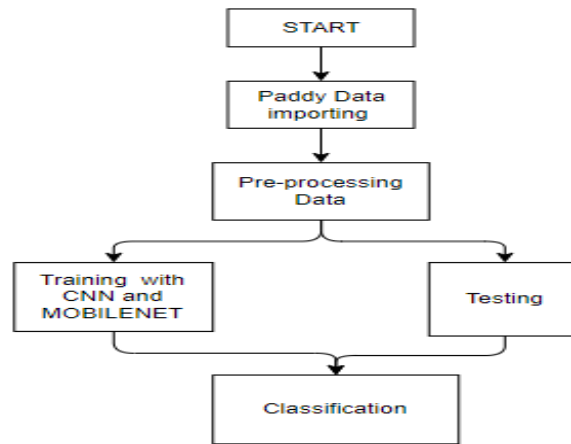 START
Paddy Data
importing
Pre-processing
Data
Training with
CNN and
MOBILENET
Testing
Classification